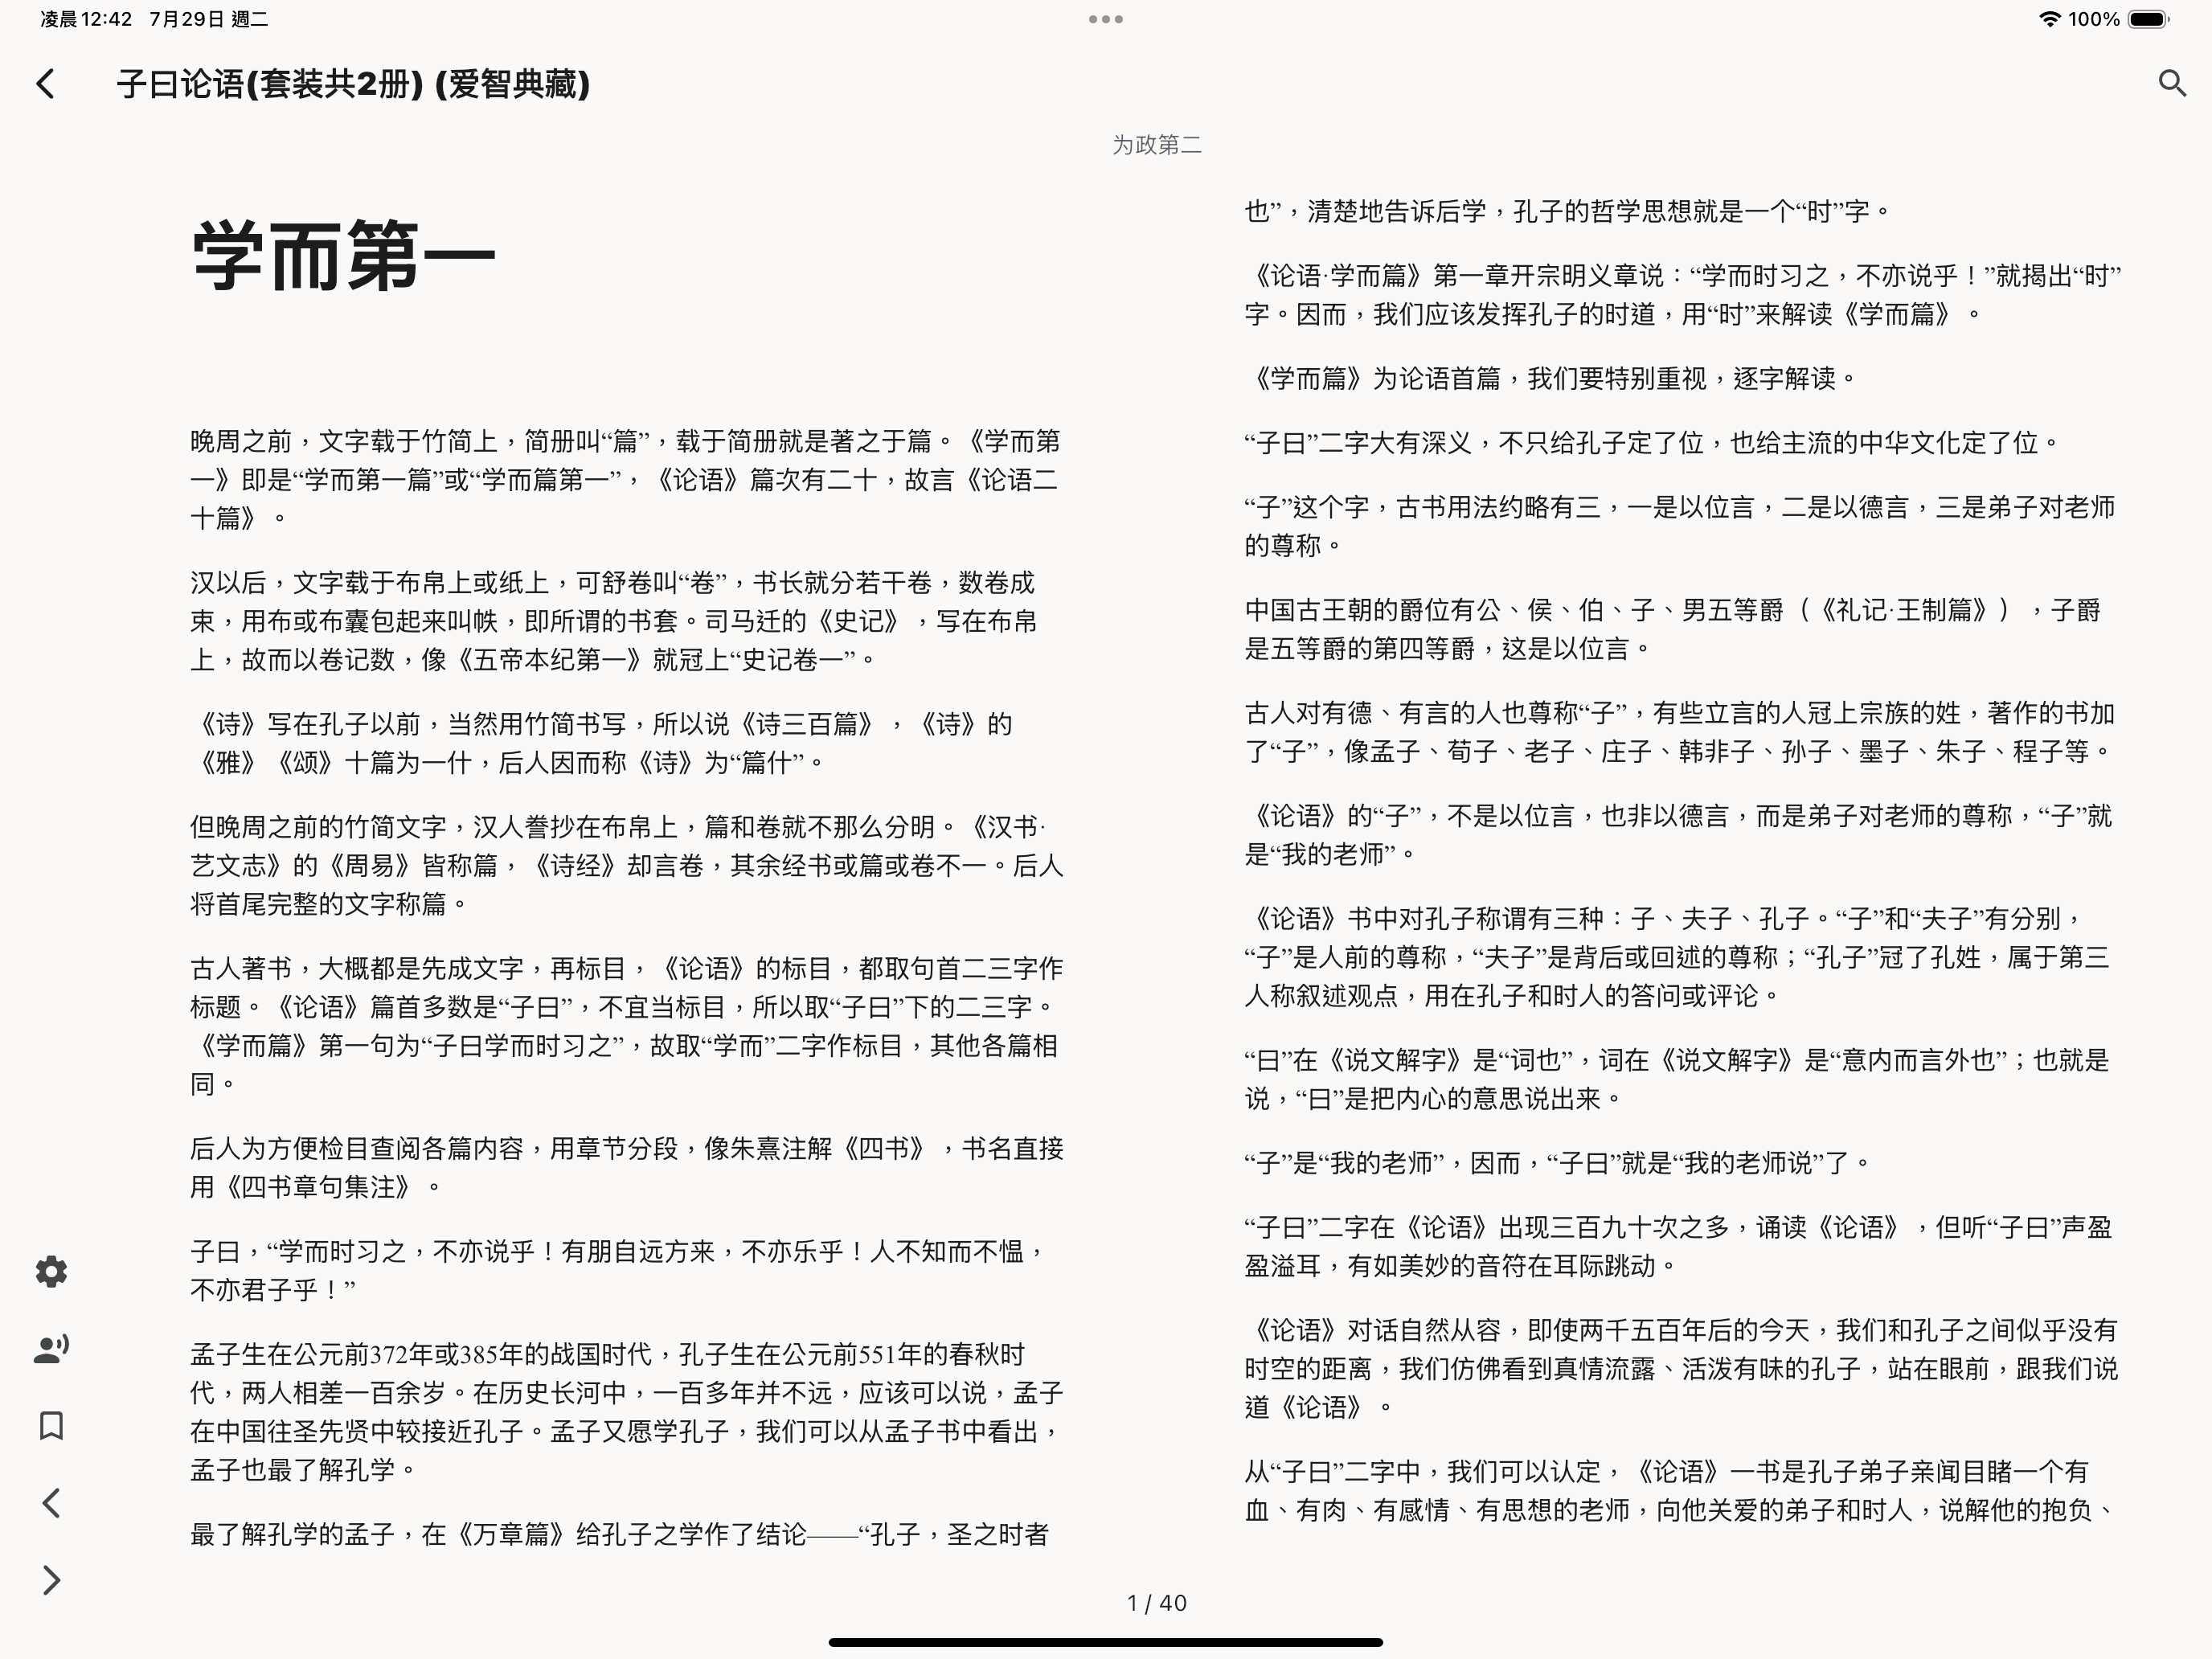 凌晨12:42 7月29日 週二
100%
子曰论语(套装共2册) (爱智典藏)
为政第二
学而第一
晚周之前，文字载于竹简上，简册叫“篇”，载于简册就是著之于篇。《学而第
一》即是“学而第一篇”或“学而篇第一”，《论语》篇次有二十，故言《论语二
十篇》。
汉以后，文字载于布帛上或纸上，可舒卷叫“卷”，书长就分若干卷，数卷成
束，用布或布囊包起来叫帙，即所谓的书套。司马迁的《史记》，写在布帛
上，故而以卷记数，像《五帝本纪第一》就冠上“史记卷一”。
《诗》写在孔子以前，当然用竹简书写，所以说《诗三百篇》，《诗》的
《雅》《颂》十篇为一什，后人因而称《诗》为“篇什”。
但晚周之前的竹简文字，汉人誊抄在布帛上，篇和卷就不那么分明。《汉书·
艺文志》的《周易》皆称篇，《诗经》却言卷，其余经书或篇或卷不一。后人
将首尾完整的文字称篇。
古人著书，大概都是先成文字，再标目，《论语》的标目，都取句首二三字作
标题。《论语》篇首多数是“子曰”，不宜当标目，所以取“子曰”下的二三字。
《学而篇》第一句为“子曰学而时习之”，故取“学而”二字作标目，其他各篇相
同。
后人为方便检目查阅各篇内容，用章节分段，像朱熹注解《四书》，书名直接
用《四书章句集注》。
子曰，“学而时习之，不亦说乎！有朋自远方来，不亦乐乎！人不知而不愠，
不亦君子乎！”
孟子生在公元前372年或385年的战国时代，孔子生在公元前551年的春秋时
代，两人相差一百余岁。在历史长河中，一百多年并不远，应该可以说，孟子
在中国往圣先贤中较接近孔子。孟子又愿学孔子，我们可以从孟子书中看出，
孟子也最了解孔学。
最了解孔学的孟子，在《万章篇》给孔子之学作了结论——“孔子，圣之时者
也”，清楚地告诉后学，孔子的哲学思想就是一个“时”字。
《论语·学而篇》第一章开宗明义章说：“学而时习之，不亦说乎！”就揭出“时”
字。因而，我们应该发挥孔子的时道，用“时”来解读《学而篇》。
《学而篇》为论语首篇，我们要特别重视，逐字解读。
“子曰”二字大有深义，不只给孔子定了位，也给主流的中华文化定了位。
“子”这个字，古书用法约略有三，一是以位言，二是以德言，三是弟子对老师
的尊称。
中国古王朝的爵位有公、侯、伯、子、男五等爵（《礼记·王制篇》），子爵
是五等爵的第四等爵，这是以位言。
古人对有德、有言的人也尊称“子”，有些立言的人冠上宗族的姓，著作的书加
了“子”，像孟子、荀子、老子、庄子、韩非子、孙子、墨子、朱子、程子等。
《论语》的“子”，不是以位言，也非以德言，而是弟子对老师的尊称，“子”就
是“我的老师”。
《论语》书中对孔子称谓有三种：子、夫子、孔子。“子”和“夫子”有分别，
“子”是人前的尊称，“夫子”是背后或回述的尊称；“孔子”冠了孔姓，属于第三
人称叙述观点，用在孔子和时人的答问或评论。
“曰”在《说文解字》是“词也”，词在《说文解字》是“意内而言外也”；也就是
说，“曰”是把内心的意思说出来。
“子”是“我的老师”，因而，“子曰”就是“我的老师说”了。
“子曰”二字在《论语》出现三百九十次之多，诵读《论语》，但听“子曰”声盈
盈溢耳，有如美妙的音符在耳际跳动。
《论语》对话自然从容，即使两千五百年后的今天，我们和孔子之间似乎没有
时空的距离，我们仿佛看到真情流露、活泼有味的孔子，站在眼前，跟我们说
道《论语》。
从“子曰”二字中，我们可以认定，《论语》一书是孔子弟子亲闻目睹一个有
血、有肉、有感情、有思想的老师，向他关爱的弟子和时人，说解他的抱负、
1 / 40